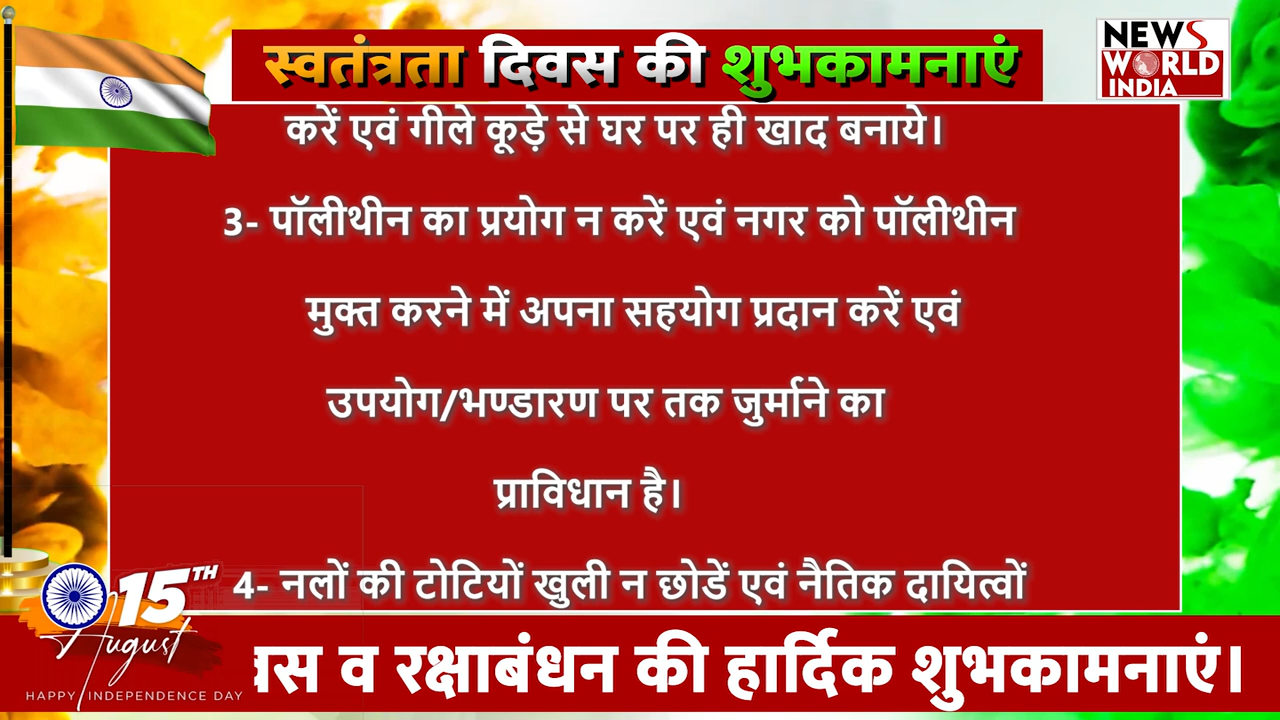 स्वतंत्रता दिवस की शुभकामनाएं
NEWS
WORLD
INDIA
करें एवं गीले कूड़े से घर पर ही खाद बनाये।
3- पॉलीथीन का प्रयोग न करें एवं नगर को पॉलीथीन
मुक्त करने में अपना सहयोग प्रदान करें एवं
उपयोग/भण्डारण पर तक जुर्माने का
प्राविधान है।
4- नलों की टोटियों खुली न छोडें एवं नैतिक दायित्वों
15TH
August
HAPPY INDEPENDENCE DAY
व रक्षाबंधन की हार्दिक शुभकामनाएं।